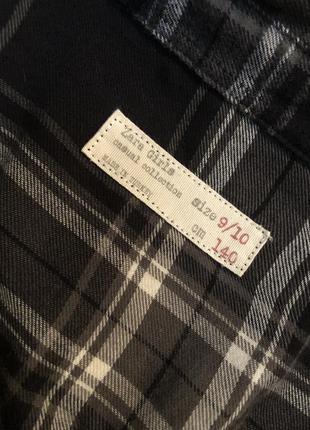 Zara Girls
casual collection
MADE IN TURKEY
size 9/10
cm 140